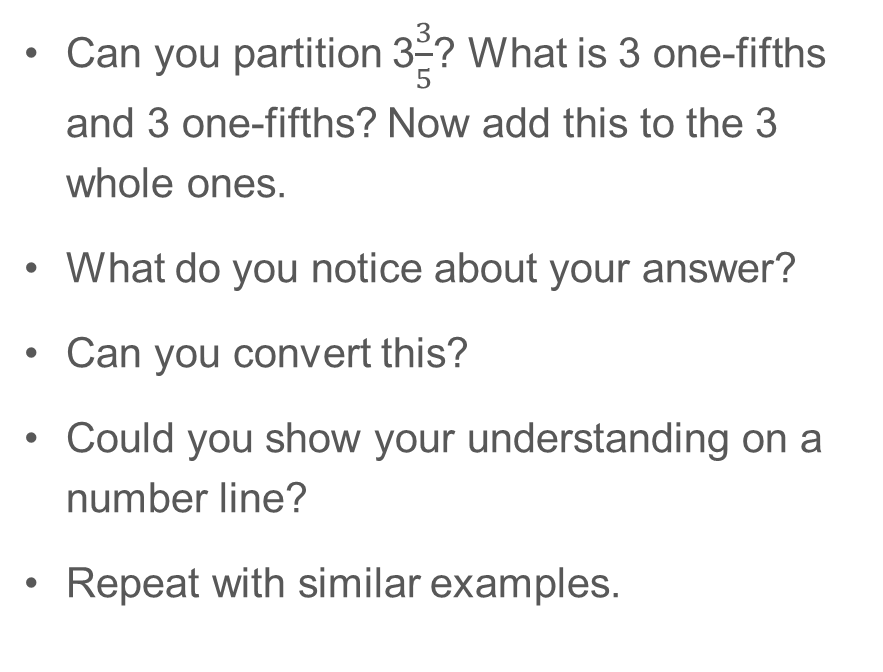 • Can you partition 3 3/5? What is 3 one-fifths
and 3 one-fifths? Now add this to the 3
whole ones.
• What do you notice about your answer?
• Can you convert this?
• Could you show your understanding on a
number line?
• Repeat with similar examples.